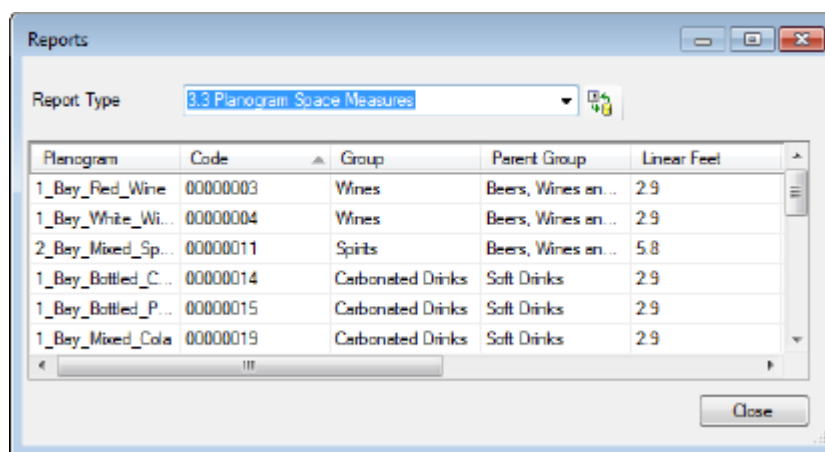 Reports
Report Type 3.3 Planogram Space Measures
Planogram Code Group Parent Group Linear Feet
1_Bay_Red_Wine 00000003 Wines Beers, Wines an... 2.9
1_Bay_White_Wi... 00000004 Wines Beers, Wines an... 2.9
2_Bay_Mixed_Sp... 00000011 Spirits Beers, Wines an... 5.8
1_Bay_Bottled_C... 00000014 Carbonated Drinks Soft Drinks 2.9
1_Bay_Bottled_P... 00000015 Carbonated Drinks Soft Drinks 2.9
1_Bay_Mixed_Cola 00000019 Carbonated Drinks Soft Drinks 2.9
Close